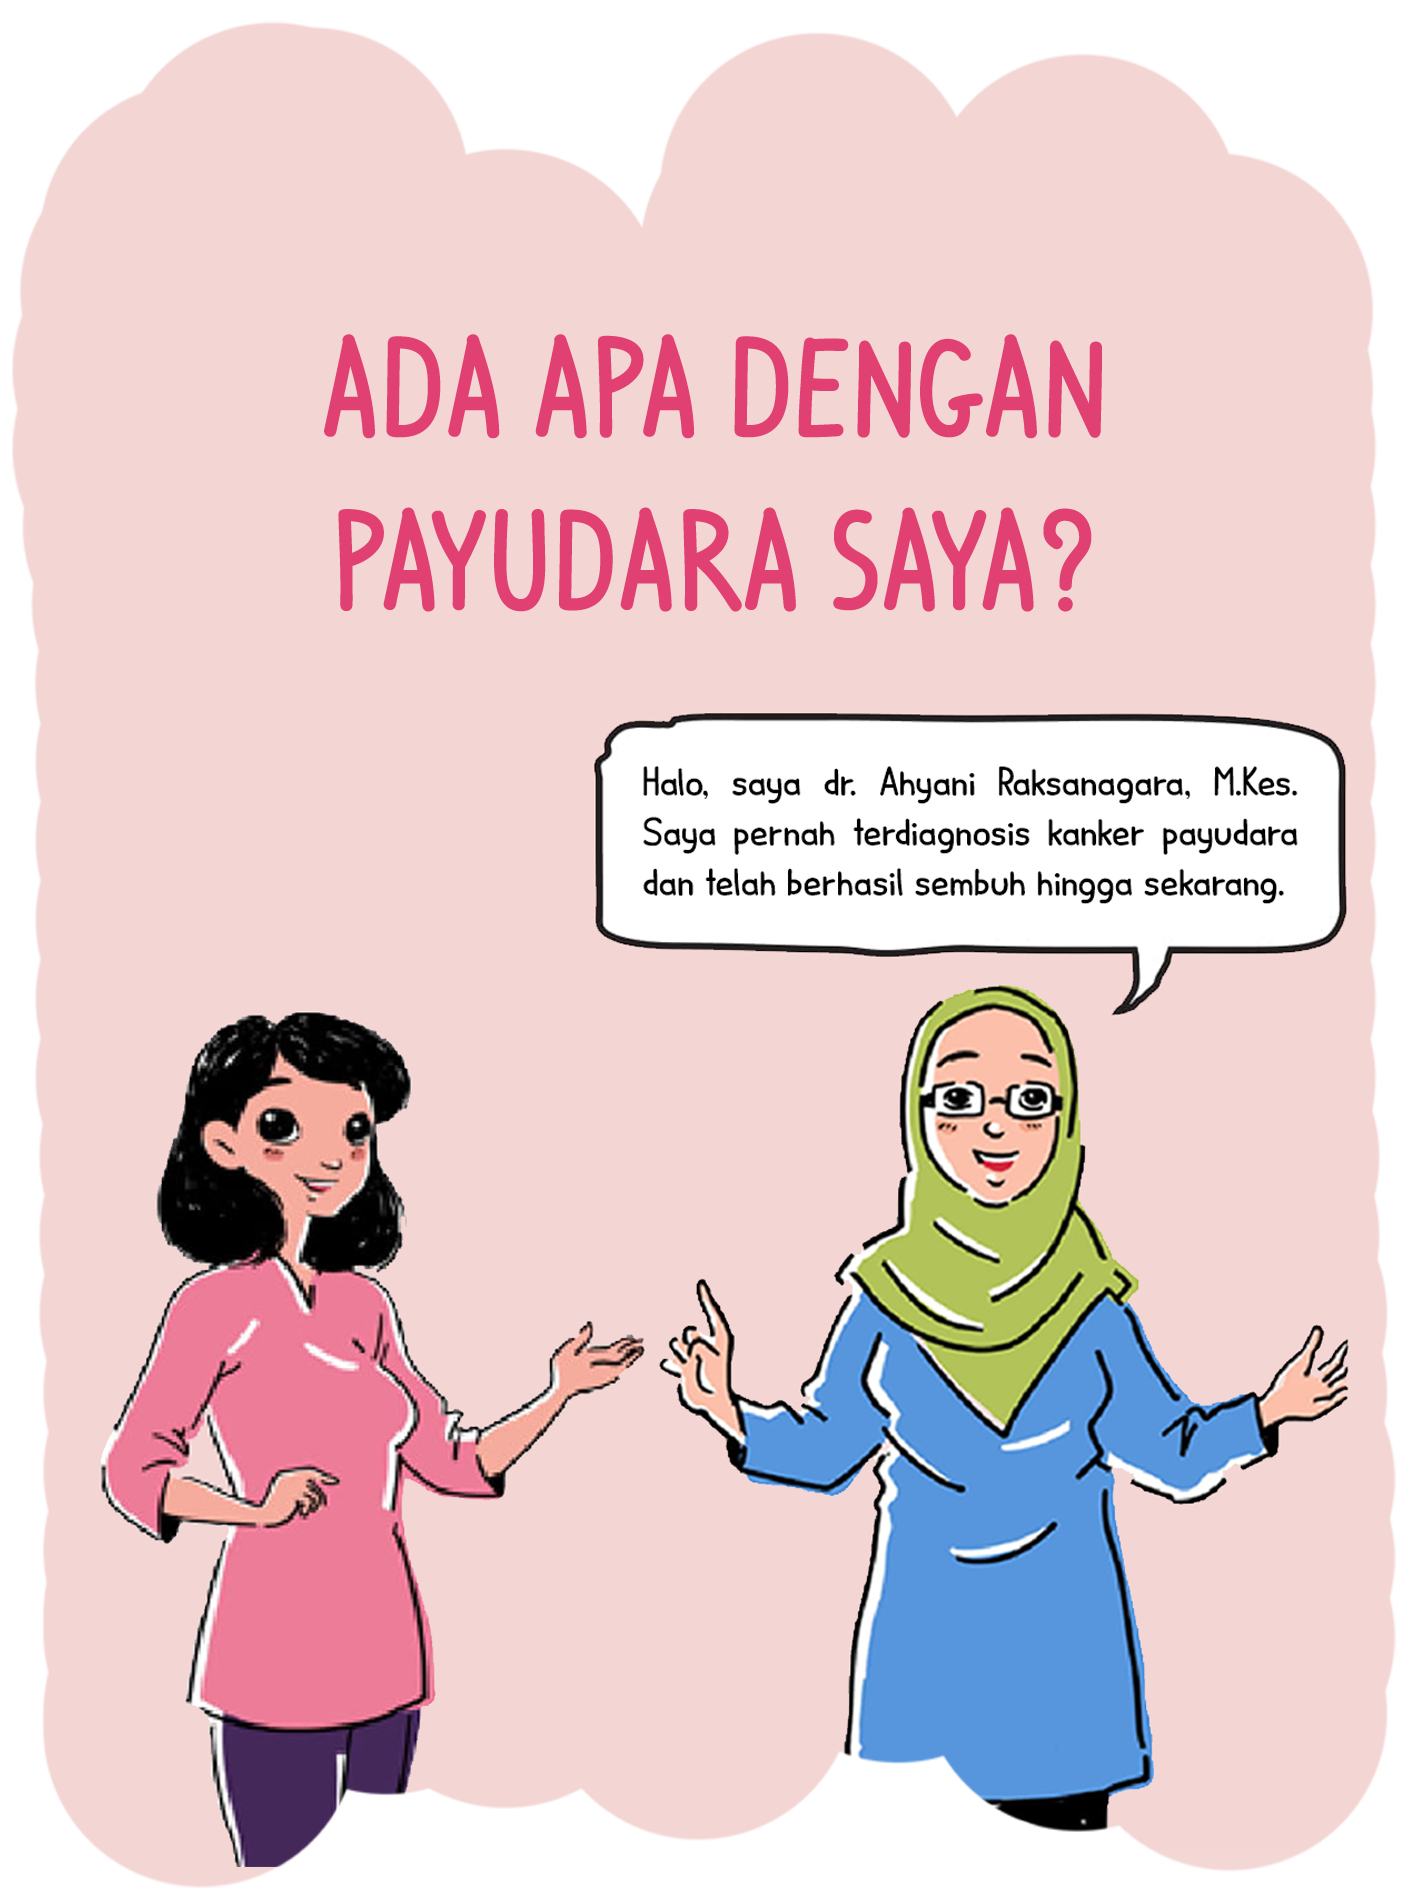 ADA APA DENGAN
PAYUDARA SAYA?
Halo, saya dr. Ahyani Raksanagara, M.Kes.
Saya pernah terdiagnosis kanker payudara
dan telah berhasil sembuh hingga sekarang.